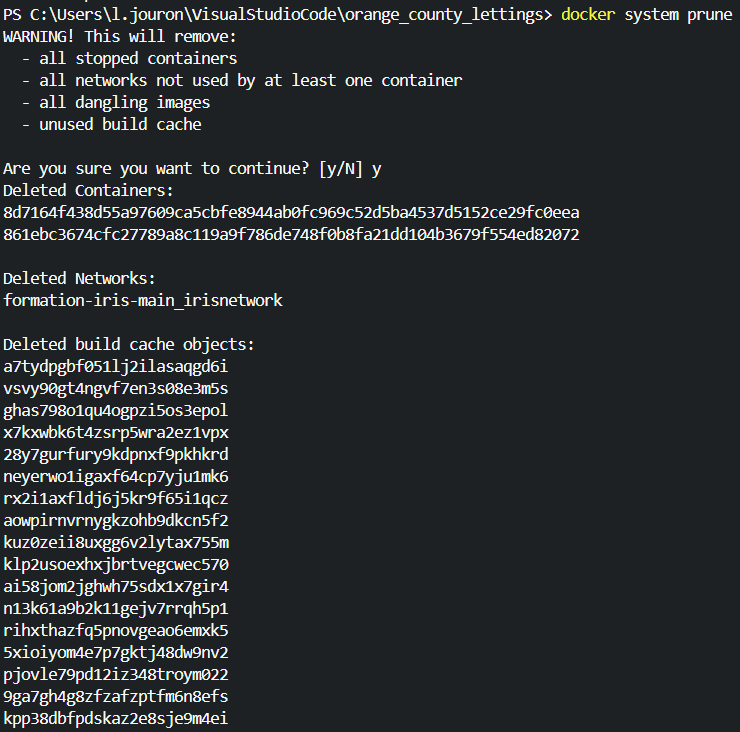 PS C:\Users\l.jouron\VisualStudioCode\orange_county_lettings> docker system prune
WARNING! This will remove:
  - all stopped containers
  - all networks not used by at least one container
  - all dangling images
  - unused build cache

Are you sure you want to continue? [y/N] y
Deleted Containers:
8d7164f438d55a97609ca5cbfe8944ab0fc969c52d5ba4537d5152ce29fc0eea
861ebc3674cfc27789a8c119a9f786de748f0b8fa21dd104b3679f554ed82072

Deleted Networks:
formation-iris-main_irisnetwork

Deleted build cache objects:
a7tydpgbf051lj2ilasaqgd6i
vsvy90gt4ngvf7en3s08e3m5s
ghas798o1qu4ogpzi5os3epol
x7kxwbk6t4zsrp5wra2ez1vpx
28y7gurfury9kdpnxf9pkhkrd
neyerwo1igaxf64cp7yju1mk6
rx2i1axfldj6j5kr9f65i1qcz
aowpirnvrnygkzohb9dkcn5f2
kuz0zeii8uxgg6v2lytax755m
klp2usoexhxjbrtvegcwec570
ai58jom2jghwh75sdx1x7gir4
n13k61a9b2k11gejv7rrqh5p1
rihxthazfq5pnovgeao6emxk5
5xioiyom4e7p7gktj48dw9nv2
pjovle79pd12iz348troym022
9ga7gh4g8zfzafzptfm6n8efs
kpp38dbfpdskaz2e8sje9m4ei